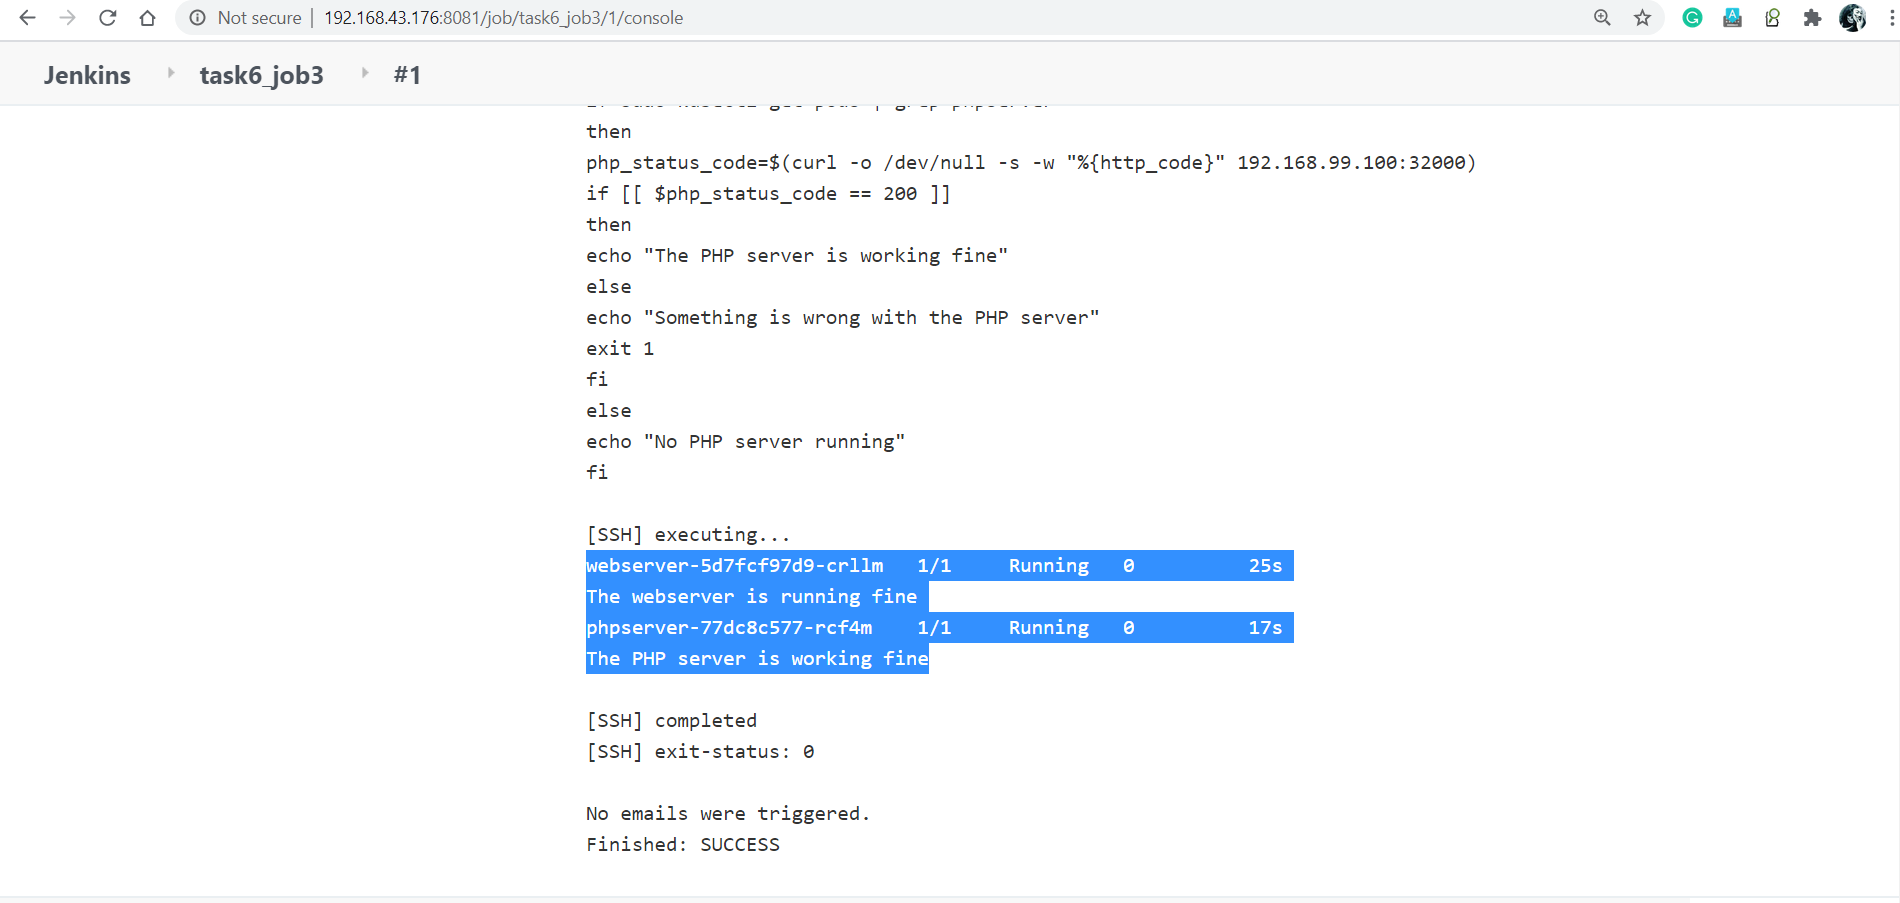 Not secure | 192.168.43.176:8081/job/task6_job3/1/console
Jenkins task6_job3 #1
then
php_status_code=$(curl -o /dev/null -s -w "%{http_code}" 192.168.99.100:32000)
if [[ $php_status_code == 200 ]]
then
echo "The PHP server is working fine"
else
echo "Something is wrong with the PHP server"
exit 1
fi
else
echo "No PHP server running"
fi
[SSH] executing...
webserver-5d7fcf97d9-crllm 1/1 Running 0 25s
The webserver is running fine
phpserver-77dc8c577-rcf4m 1/1 Running 0 17s
The PHP server is working fine
[SSH] completed
[SSH] exit-status: 0
No emails were triggered.
Finished: SUCCESS